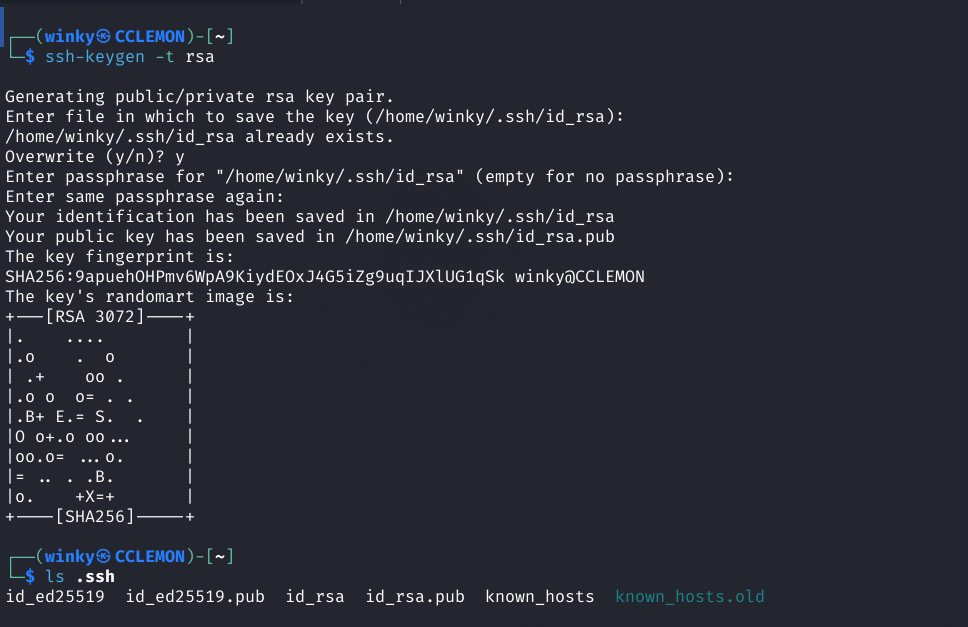 ┌──(winky㉿CCLEMON)-[~]
└─$ ssh-keygen -t rsa
Generating public/private rsa key pair.
Enter file in which to save the key (/home/winky/.ssh/id_rsa):
/home/winky/.ssh/id_rsa already exists.
Overwrite (y/n)? y
Enter passphrase for "/home/winky/.ssh/id_rsa" (empty for no passphrase):
Enter same passphrase again:
Your identification has been saved in /home/winky/.ssh/id_rsa
Your public key has been saved in /home/winky/.ssh/id_rsa.pub
The key fingerprint is:
SHA256:9apuehOHPmv6WpA9KiydEOxJ4G5iZg9uqIJXlUG1qSk winky@CCLEMON
The key's randomart image is:
+---[RSA 3072]----+
|.    ....        |
|.o    .  o       |
| .+    oo .      |
|.o o  o= . .     |
|.B+ E.= S.  .    |
|O o+.o oo...     |
|oo.o=  ...o.     |
|=  ..  . .B.     |
|o.    +X=+       |
+----[SHA256]-----+
┌──(winky㉿CCLEMON)-[~]
└─$ ls .ssh
id_ed25519  id_ed25519.pub  id_rsa  id_rsa.pub  known_hosts  known_hosts.old